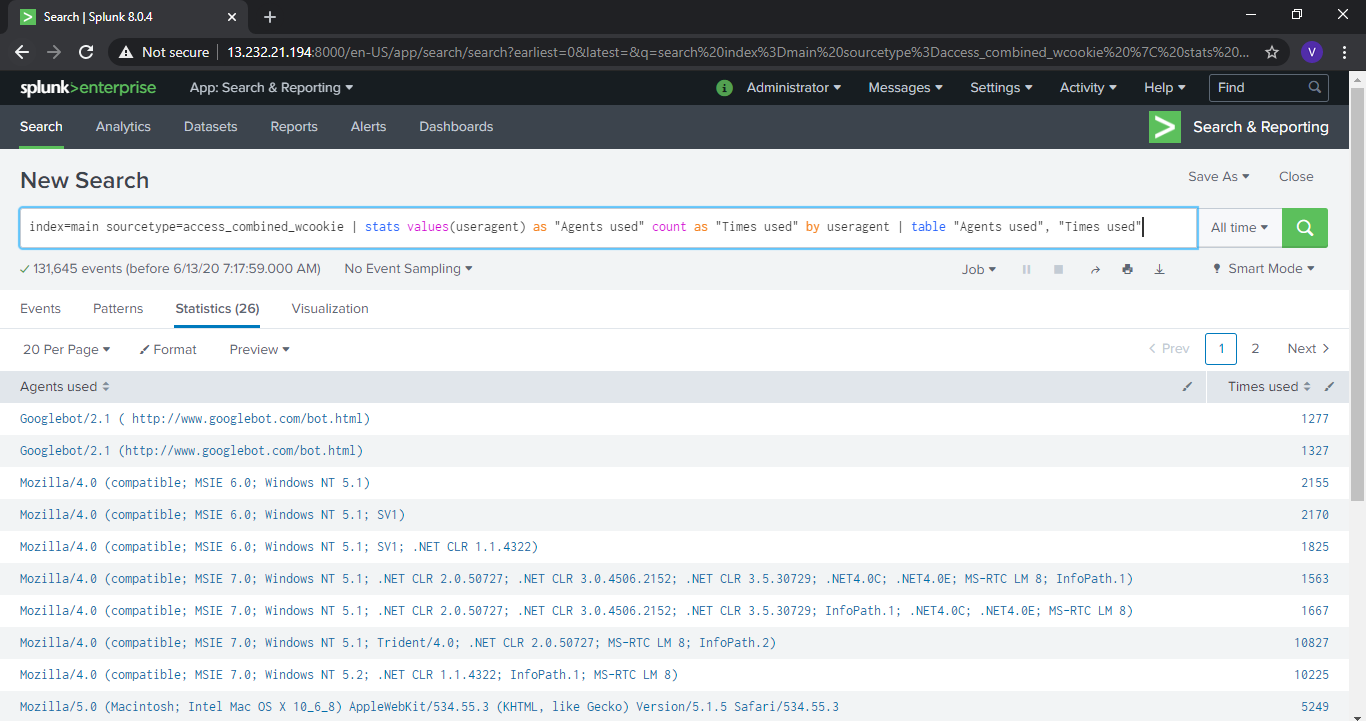 Search | Splunk 8.0.4
Not secure 13.232.21.194:8000/en-US/app/search/search?earliest=0&latest=&q=search%20index%3Dmain%20sourcetype%3Daccess_combined_wcookie%20%7C%20stats%20... V
splunk>enterprise App: Search & Reporting i Administrator Messages Settings Activity Help Find
Search Analytics Datasets Reports Alerts Dashboards > Search & Reporting
New Search Save As Close
index=main sourcetype=access_combined_wcookie | stats values(useragent) as "Agents used" count as "Times used" by useragent | table "Agents used", "Times used" All time
131,645 events (before 6/13/20 7:17:59.000 AM) No Event Sampling Job Smart Mode
Events Patterns Statistics (26) Visualization
20 Per Page Format Preview < Prev 1 2 Next >
Agents used Times used
Googlebot/2.1 ( http://www.googlebot.com/bot.html) 1277
Googlebot/2.1 (http://www.googlebot.com/bot.html) 1327
Mozilla/4.0 (compatible; MSIE 6.0; Windows NT 5.1) 2155
Mozilla/4.0 (compatible; MSIE 6.0; Windows NT 5.1; SV1) 2170
Mozilla/4.0 (compatible; MSIE 6.0; Windows NT 5.1; SV1; .NET CLR 1.1.4322) 1825
Mozilla/4.0 (compatible; MSIE 7.0; Windows NT 5.1; .NET CLR 2.0.50727; .NET CLR 3.0.4506.2152; .NET CLR 3.5.30729; .NET4.0C; .NET4.0E; MS-RTC LM 8; InfoPath.1) 1563
Mozilla/4.0 (compatible; MSIE 7.0; Windows NT 5.1; .NET CLR 2.0.50727; .NET CLR 3.0.4506.2152; .NET CLR 3.5.30729; InfoPath.1; .NET4.0C; .NET4.0E; MS-RTC LM 8) 1667
Mozilla/4.0 (compatible; MSIE 7.0; Windows NT 5.1; Trident/4.0; .NET CLR 2.0.50727; MS-RTC LM 8; InfoPath.2) 10827
Mozilla/4.0 (compatible; MSIE 7.0; Windows NT 5.2; .NET CLR 1.1.4322; InfoPath.1; MS-RTC LM 8) 10225
Mozilla/5.0 (Macintosh; Intel Mac OS X 10_6_8) AppleWebKit/534.55.3 (KHTML, like Gecko) Version/5.1.5 Safari/534.55.3 5249